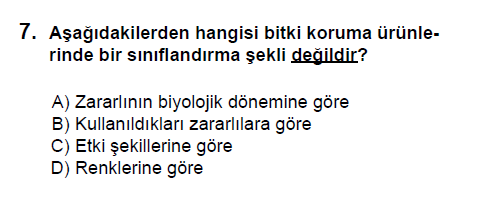 7. Aşağıdakilerden hangisi bitki koruma ürünle-
rinde bir sınıflandırma şekli değildir?
A) Zararlının biyolojik dönemine göre
B) Kullanıldıkları zararlılara göre
C) Etki şekillerine göre
D) Renklerine göre